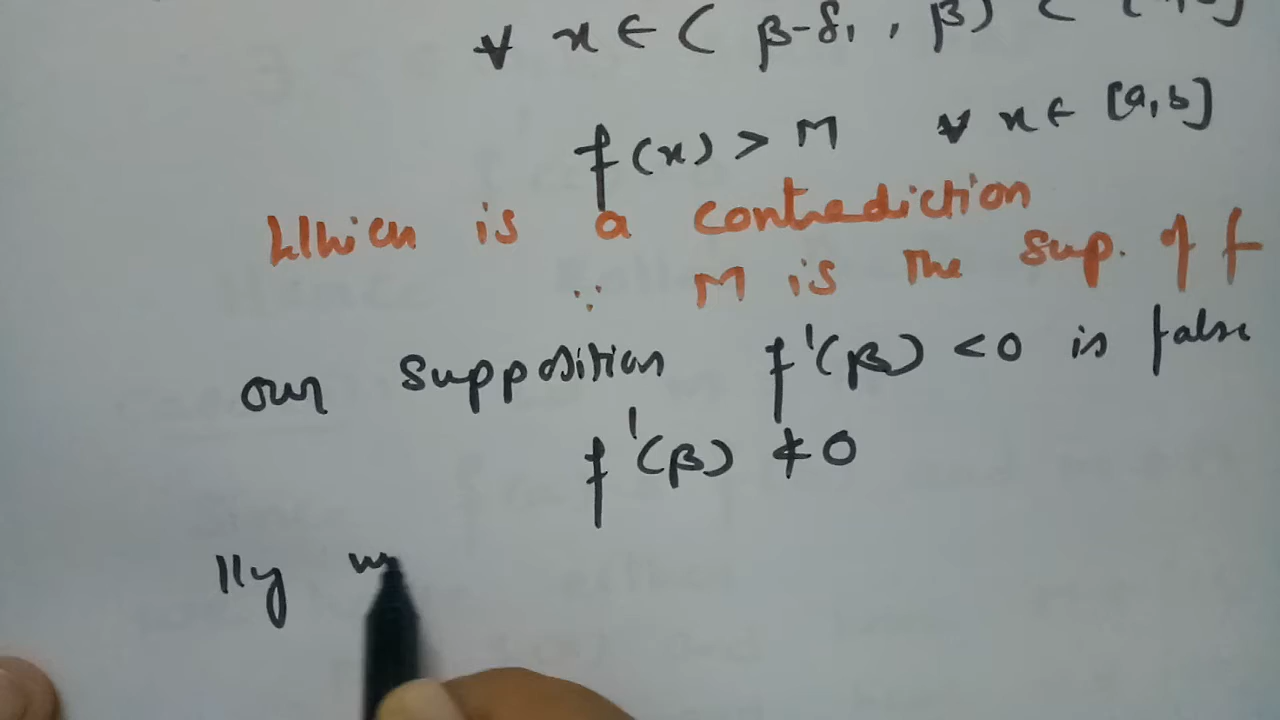 ∀ x ∈ ( β-δ₁ , β) ⊂ [a,b]
f(x) > M ∀ x ∈ [a,b]
Which is a contradiction
∵ M is the sup. of f
our supposition f'(β) < 0 is false
f'(β) ≮ 0
lly w